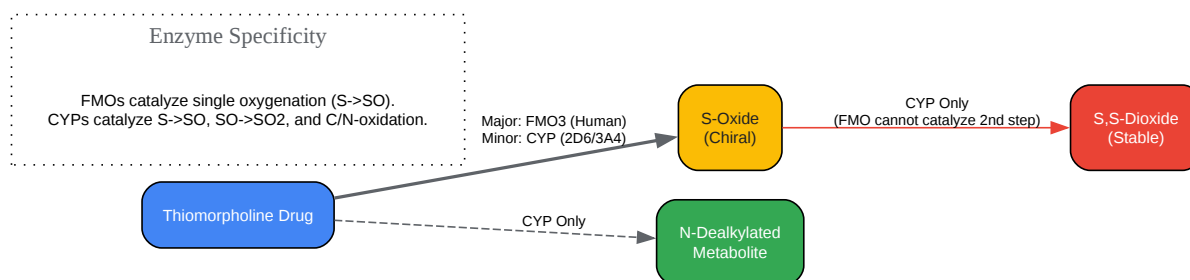 Enzyme Specificity
FMOs catalyze single oxygenation (S->SO).
CYPs catalyze S->SO, SO->SO2, and C/N-oxidation.
Major: FMO3 (Human)
Minor: CYP (2D6/3A4)
S-Oxide
(Chiral)
CYP Only
(FMO cannot catalyze 2nd step)
S,S-Dioxide
(Stable)
Thiomorpholine Drug
CYP Only
N-Dealkylated
Metabolite